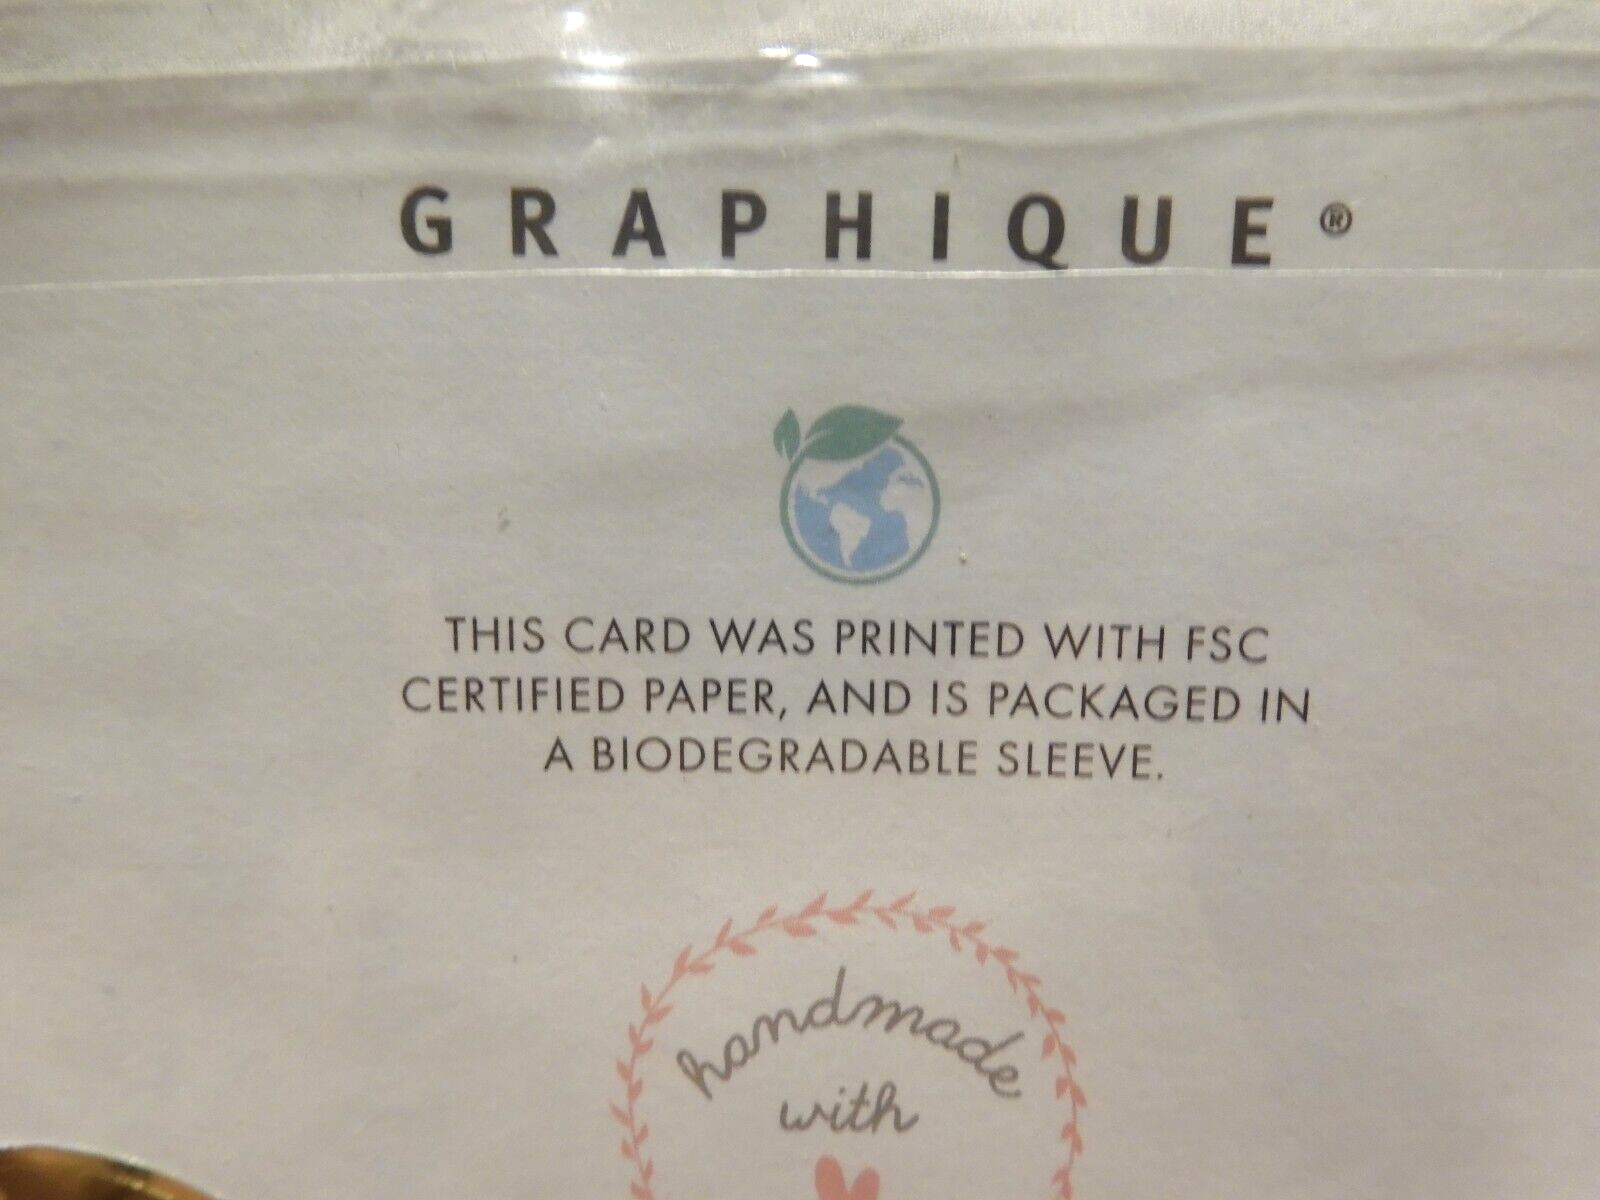 GRAPHIQUE®
THIS CARD WAS PRINTED WITH FSC
CERTIFIED PAPER, AND IS PACKAGED IN
A BIODEGRADABLE SLEEVE.
handmade
with